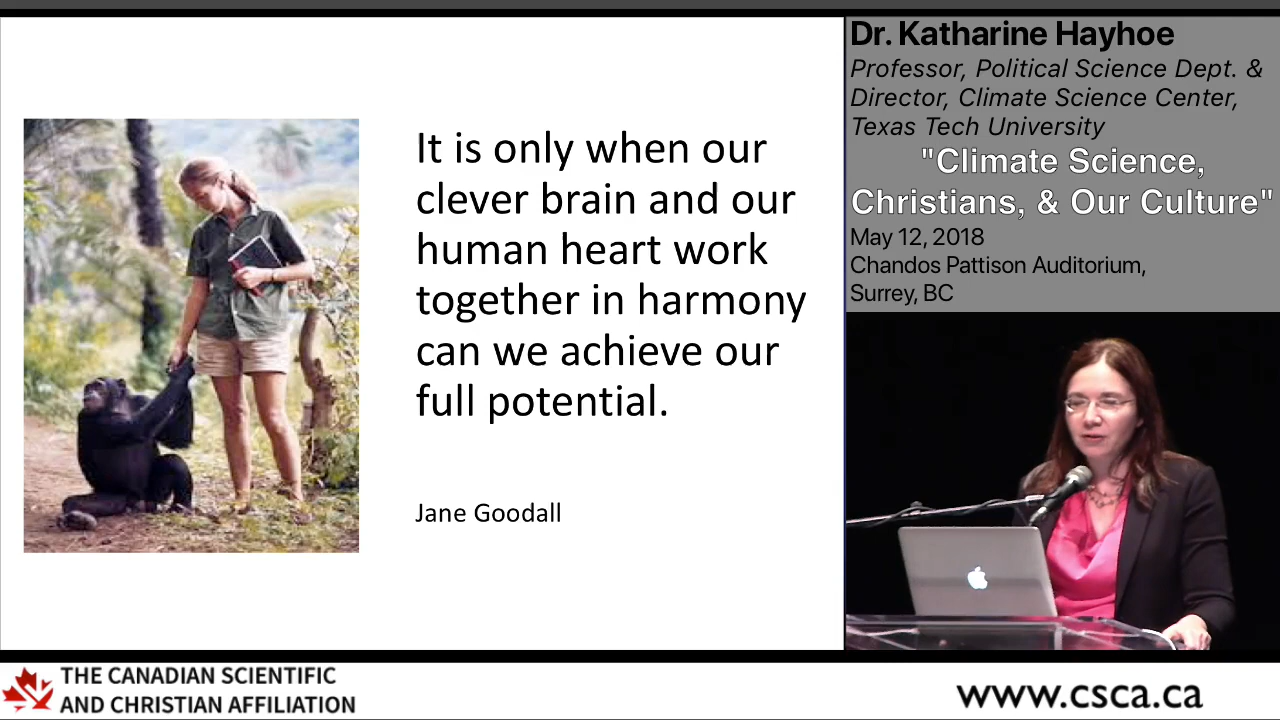 It is only when our
clever brain and our
human heart work
together in harmony
can we achieve our
full potential.
Jane Goodall
Dr. Katharine Hayhoe
Professor, Political Science Dept. &
Director, Climate Science Center,
Texas Tech University
"Climate Science,
Christians, & Our Culture"
May 12, 2018
Chandos Pattison Auditorium,
Surrey, BC
THE CANADIAN SCIENTIFIC
AND CHRISTIAN AFFILIATION
www.csca.ca